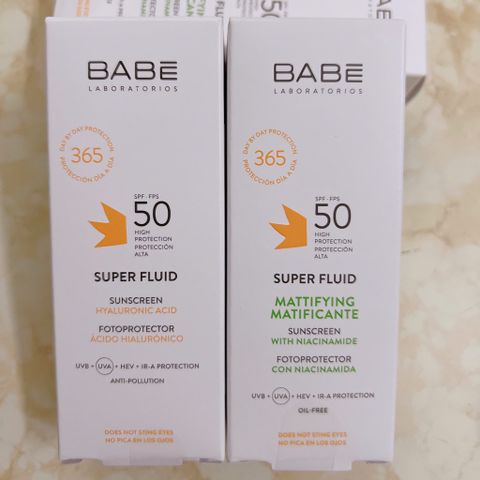 50
BABÉ
LABORATORIOS
DAY BY DAY PROTECTION
365
PROTECCIÓN DÍA A DÍA
SPF · FPS
50
HIGH
PROTECTION
PROTECCIÓN
ALTA
SUPER FLUID
SUNSCREEN
HYALURONIC ACID
FOTOPROTECTOR
ÁCIDO HIALURÓNICO
UVB + UVA + HEV + IR-A PROTECTION
ANTI-POLLUTION
DOES NOT STING EYES
NO PICA EN LOS OJOS
BABÉ
LABORATORIOS
DAY BY DAY PROTECTION
365
PROTECCIÓN DÍA A DÍA
SPF · FPS
50
HIGH
PROTECTION
PROTECCIÓN
ALTA
SUPER FLUID
MATTIFYING
MATIFICANTE
SUNSCREEN
WITH NIACINAMIDE
FOTOPROTECTOR
CON NIACINAMIDA
UVB + UVA + HEV + IR-A PROTECTION
OIL-FREE
DOES NOT STING EYES
NO PICA EN LOS OJOS